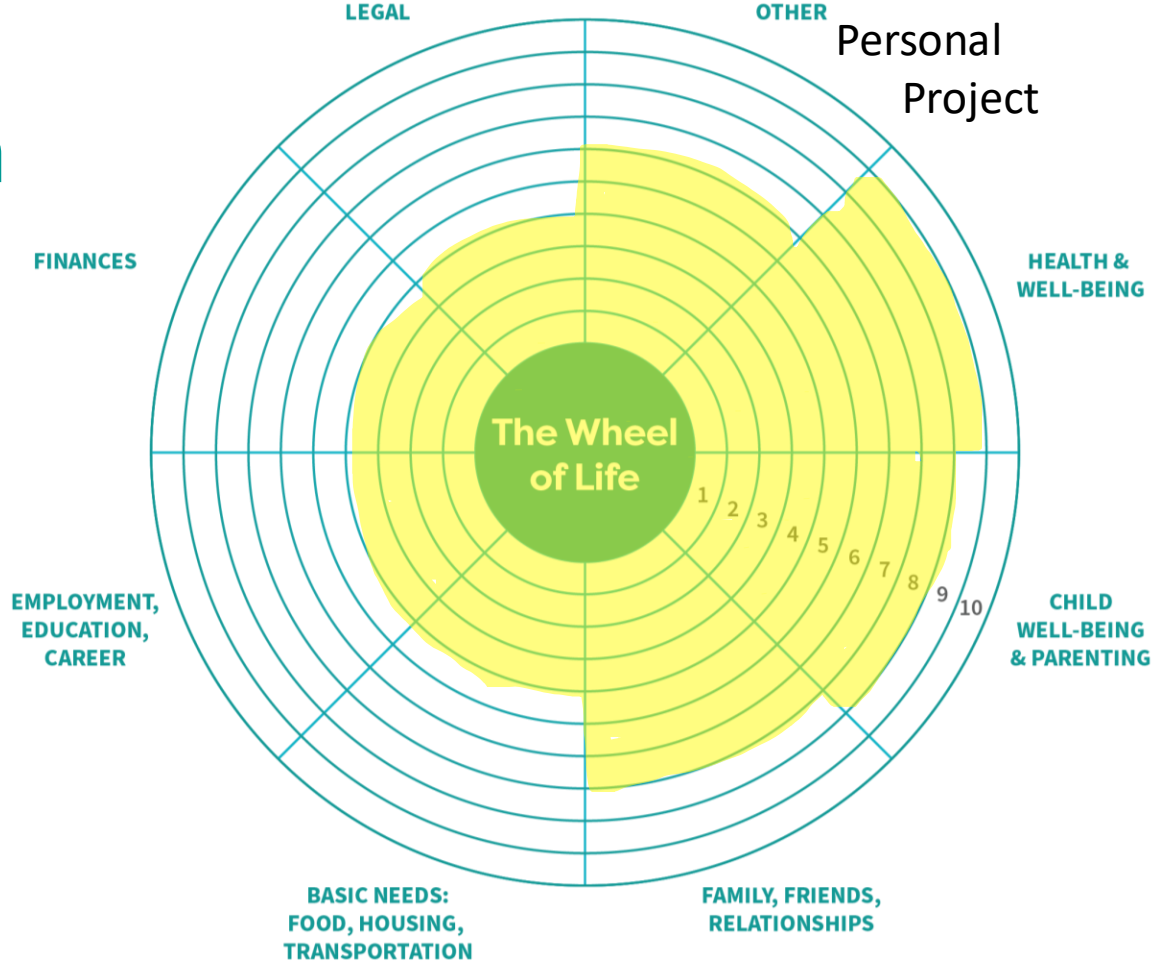 LEGAL
OTHER
Personal
Project
FINANCES
HEALTH &
WELL-BEING
The Wheel
of Life
1
2
3
4
5
6
7
8
9
10
EMPLOYMENT,
EDUCATION,
CAREER
CHILD
WELL-BEING
& PARENTING
BASIC NEEDS:
FOOD, HOUSING,
TRANSPORTATION
FAMILY, FRIENDS,
RELATIONSHIPS